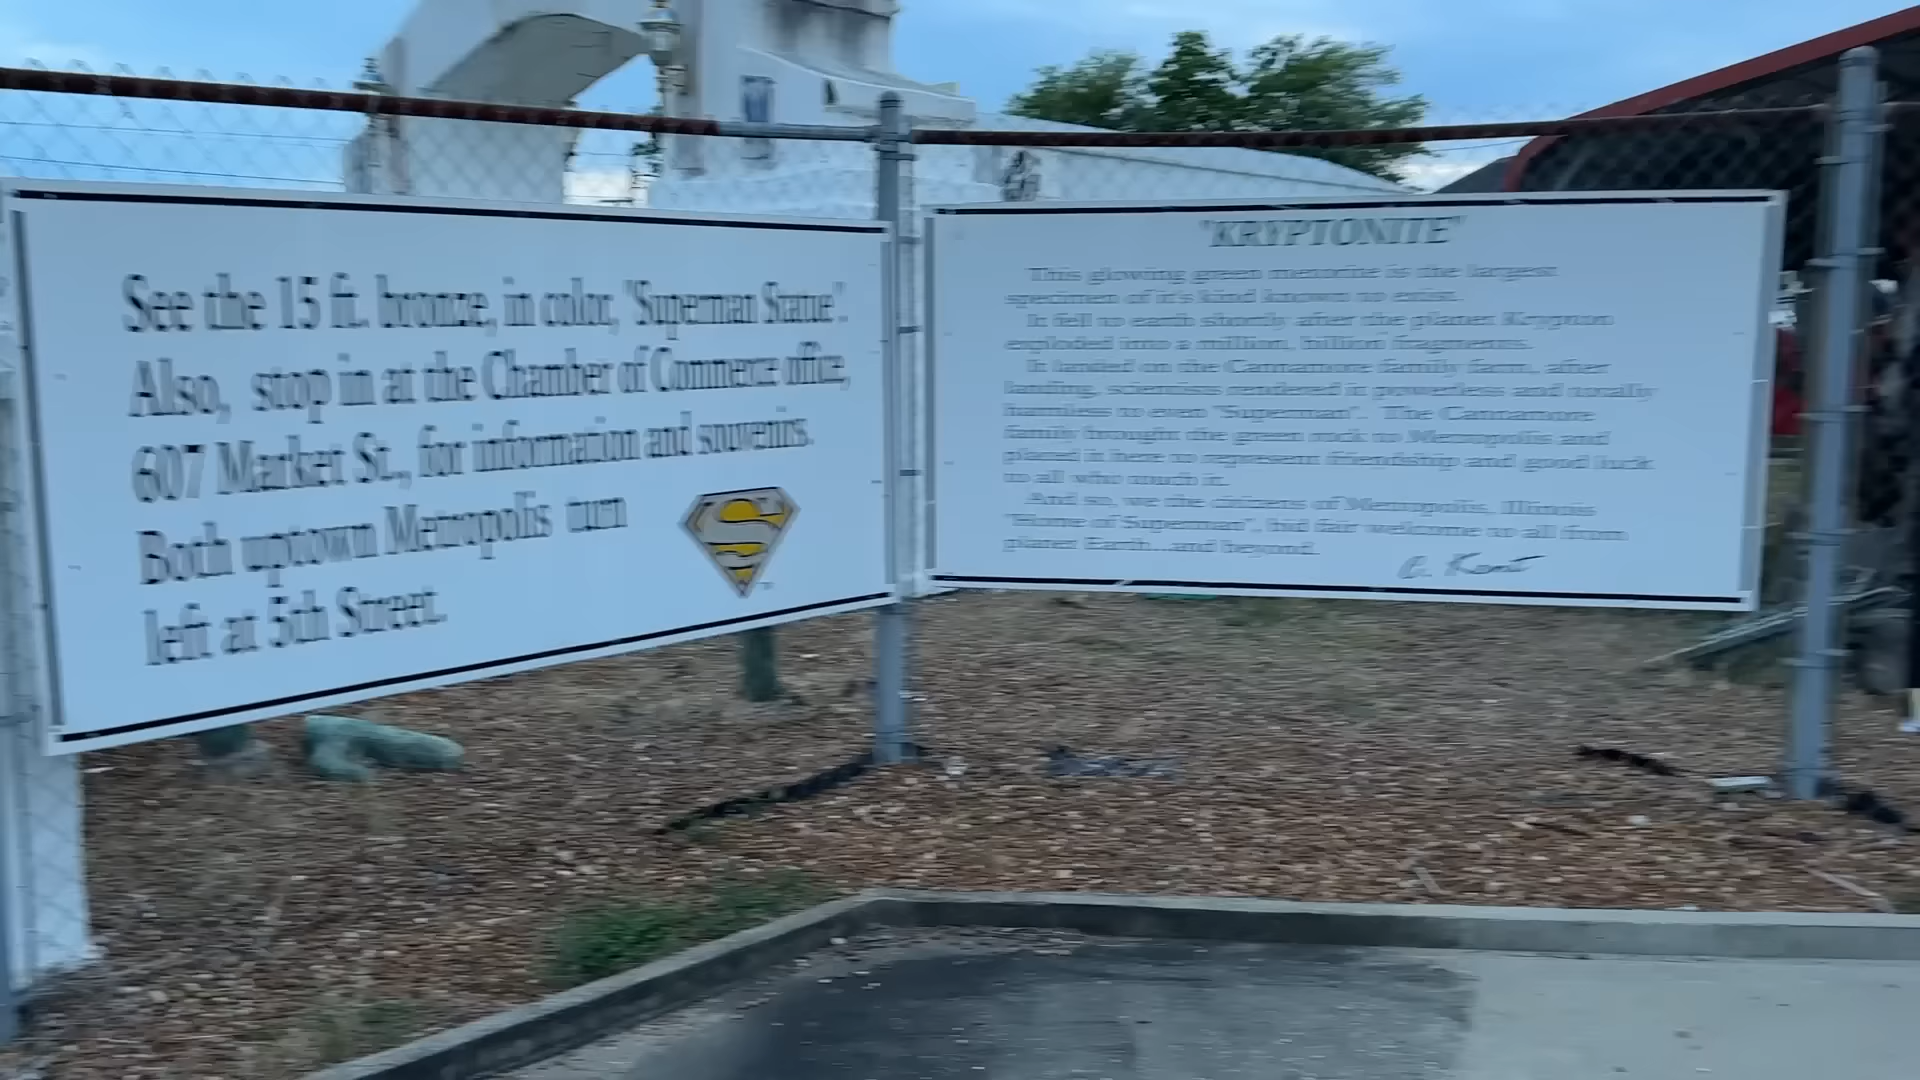 See the 15 ft. bronze, in color, "Superman Statue".
Also, stop in at the Chamber of Commerce office,
607 Market St., for information and souvenirs.
Both uptown Metropolis turn
left at 5th Street.
S
"KRYPTONITE"
This glowing green meteorite is the largest
specimen of it's kind known to exist.
It fell to earth shortly after the planet Krypton
exploded into a million, billion fragments.
It landed on the Cannamore family farm, after
landing, scientists rendered it powerless and totally
harmless to even "Superman". The Cannamore
family brought the green rock to Metropolis and
placed it here to represent friendship and good luck
to all who touch it.
And so, we the citizens of Metropolis, Illinois
"Home of Superman", bid fair welcome to all from
planet Earth...and beyond.
C. Kent